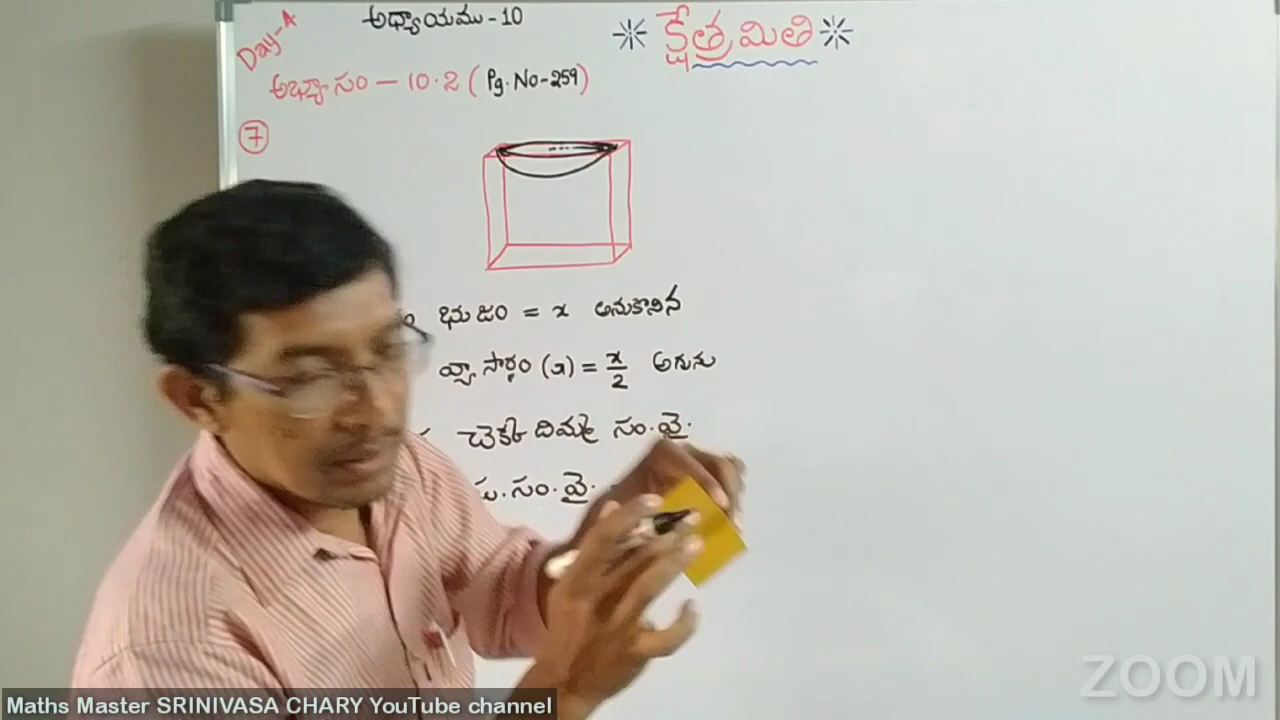 Day-4
అధ్యాయము - 10
క్షేత్రమితి
అభ్యాసం - 10.2 (Pg.No-259)
7
భుజం = x అనుకొనిన
వ్యాసార్థం (r) = x/2 అగును
చెక్క దిమ్మె సం.వై.
సం.వై.
ZOOM
Maths Master SRINIVASA CHARY YouTube channel